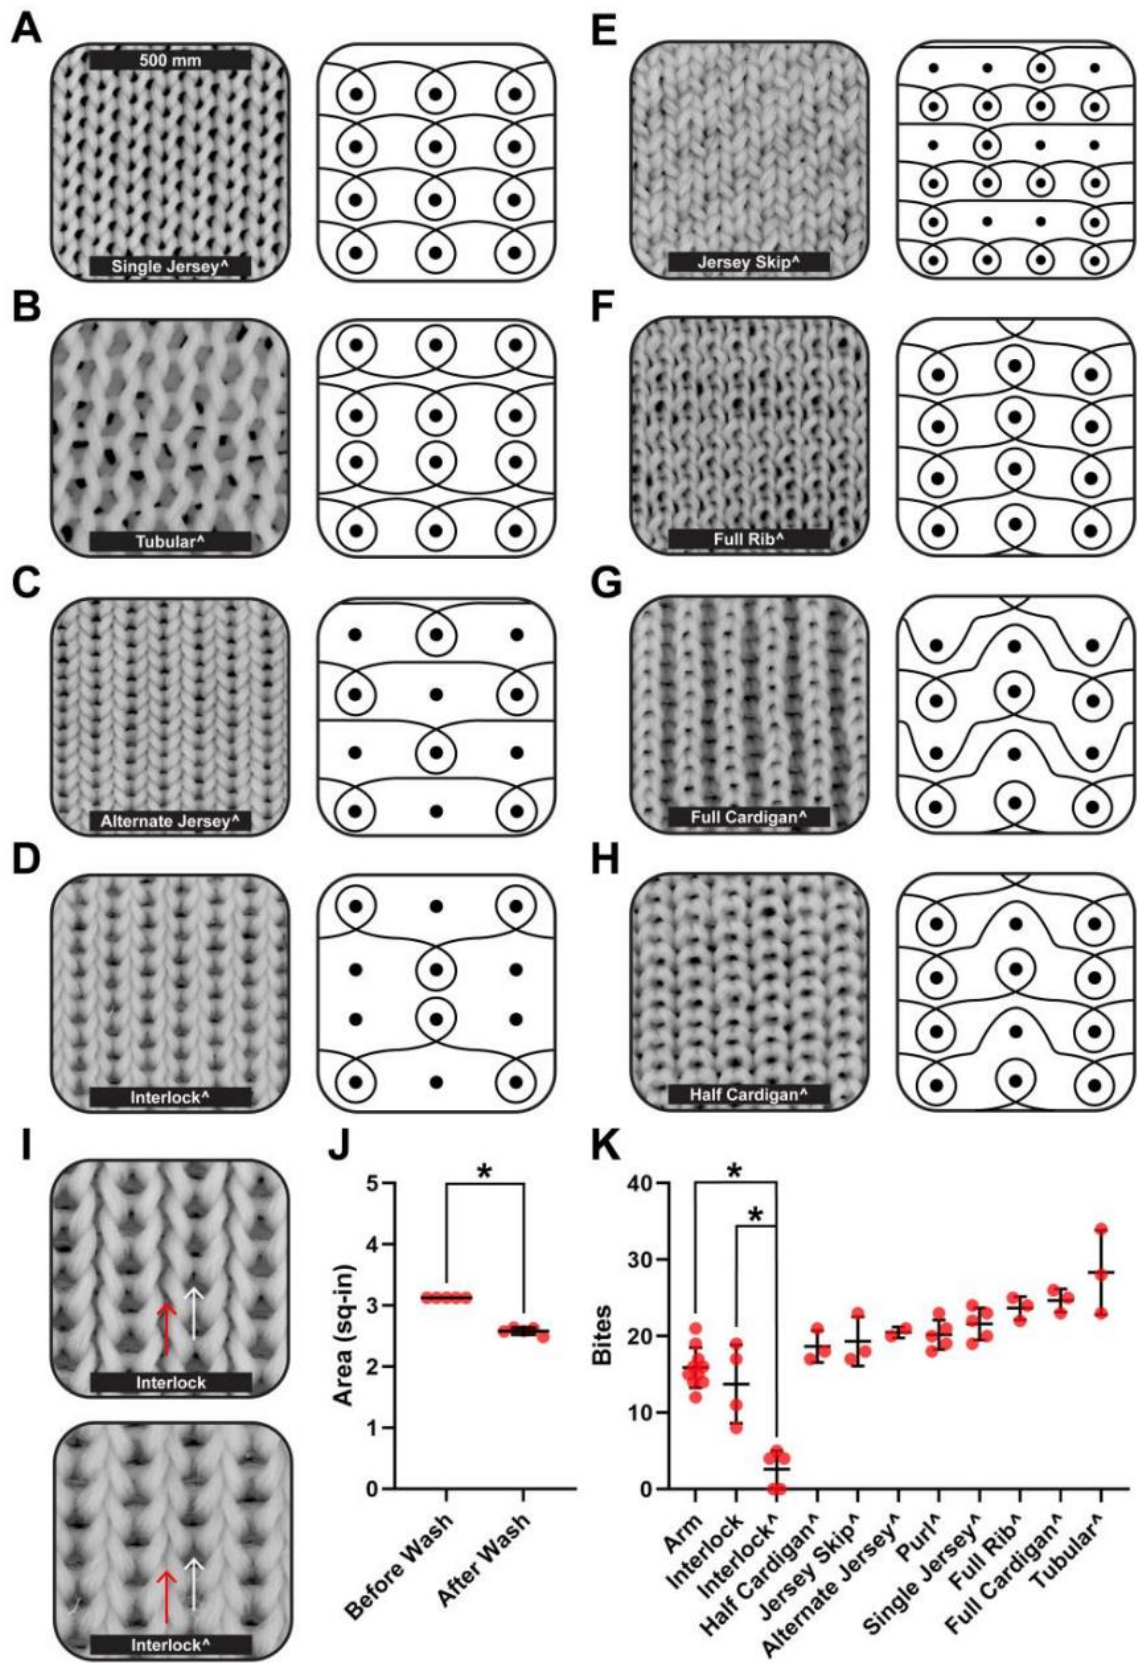 A
500 mm
Single Jersey^
B
Tubular^
C
Alternate Jersey^
D
Interlock^
E
Jersey Skip^
F
Full Rib^
G
Full Cardigan^
H
Half Cardigan^
I
Interlock
Interlock^
J
*
5
4
3
2
1
0
Area (sq-in)
Before Wash
After Wash
K
*
*
40
30
20
10
0
Bites
Arm
Interlock
Interlock^
Half Cardigan^
Jersey Skip^
Alternate Jersey^
Purl^
Single Jersey^
Full Rib^
Full Cardigan^
Tubular^